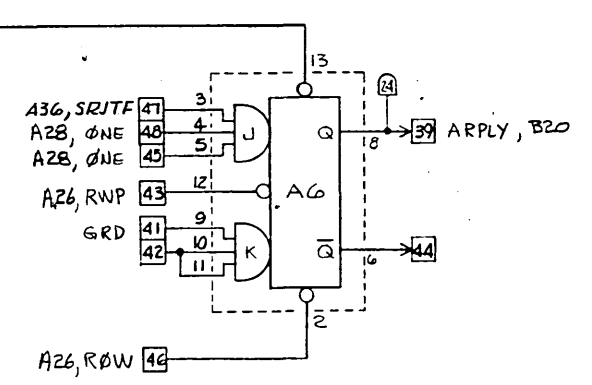 13
24
A36, SRJTF 47 3
A28, ØNE 48 4 J Q 8 39 ARPLY, B20
A28, ØNE 45 5
A26, RWP 43 12 A6
GRD 41 9
42 10 K Q̅ 16 44
11
2
A26, RØW 46